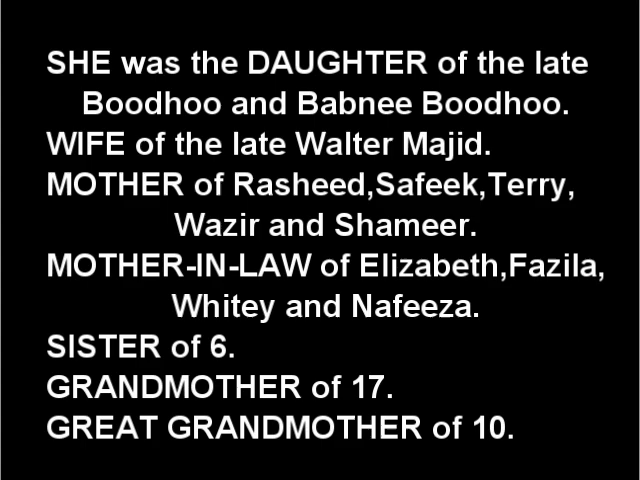 SHE was the DAUGHTER of the late
Boodhoo and Babnee Boodhoo.
WIFE of the late Walter Majid.
MOTHER of Rasheed,Safeek,Terry,
Wazir and Shameer.
MOTHER-IN-LAW of Elizabeth,Fazila,
Whitey and Nafeeza.
SISTER of 6.
GRANDMOTHER of 17.
GREAT GRANDMOTHER of 10.